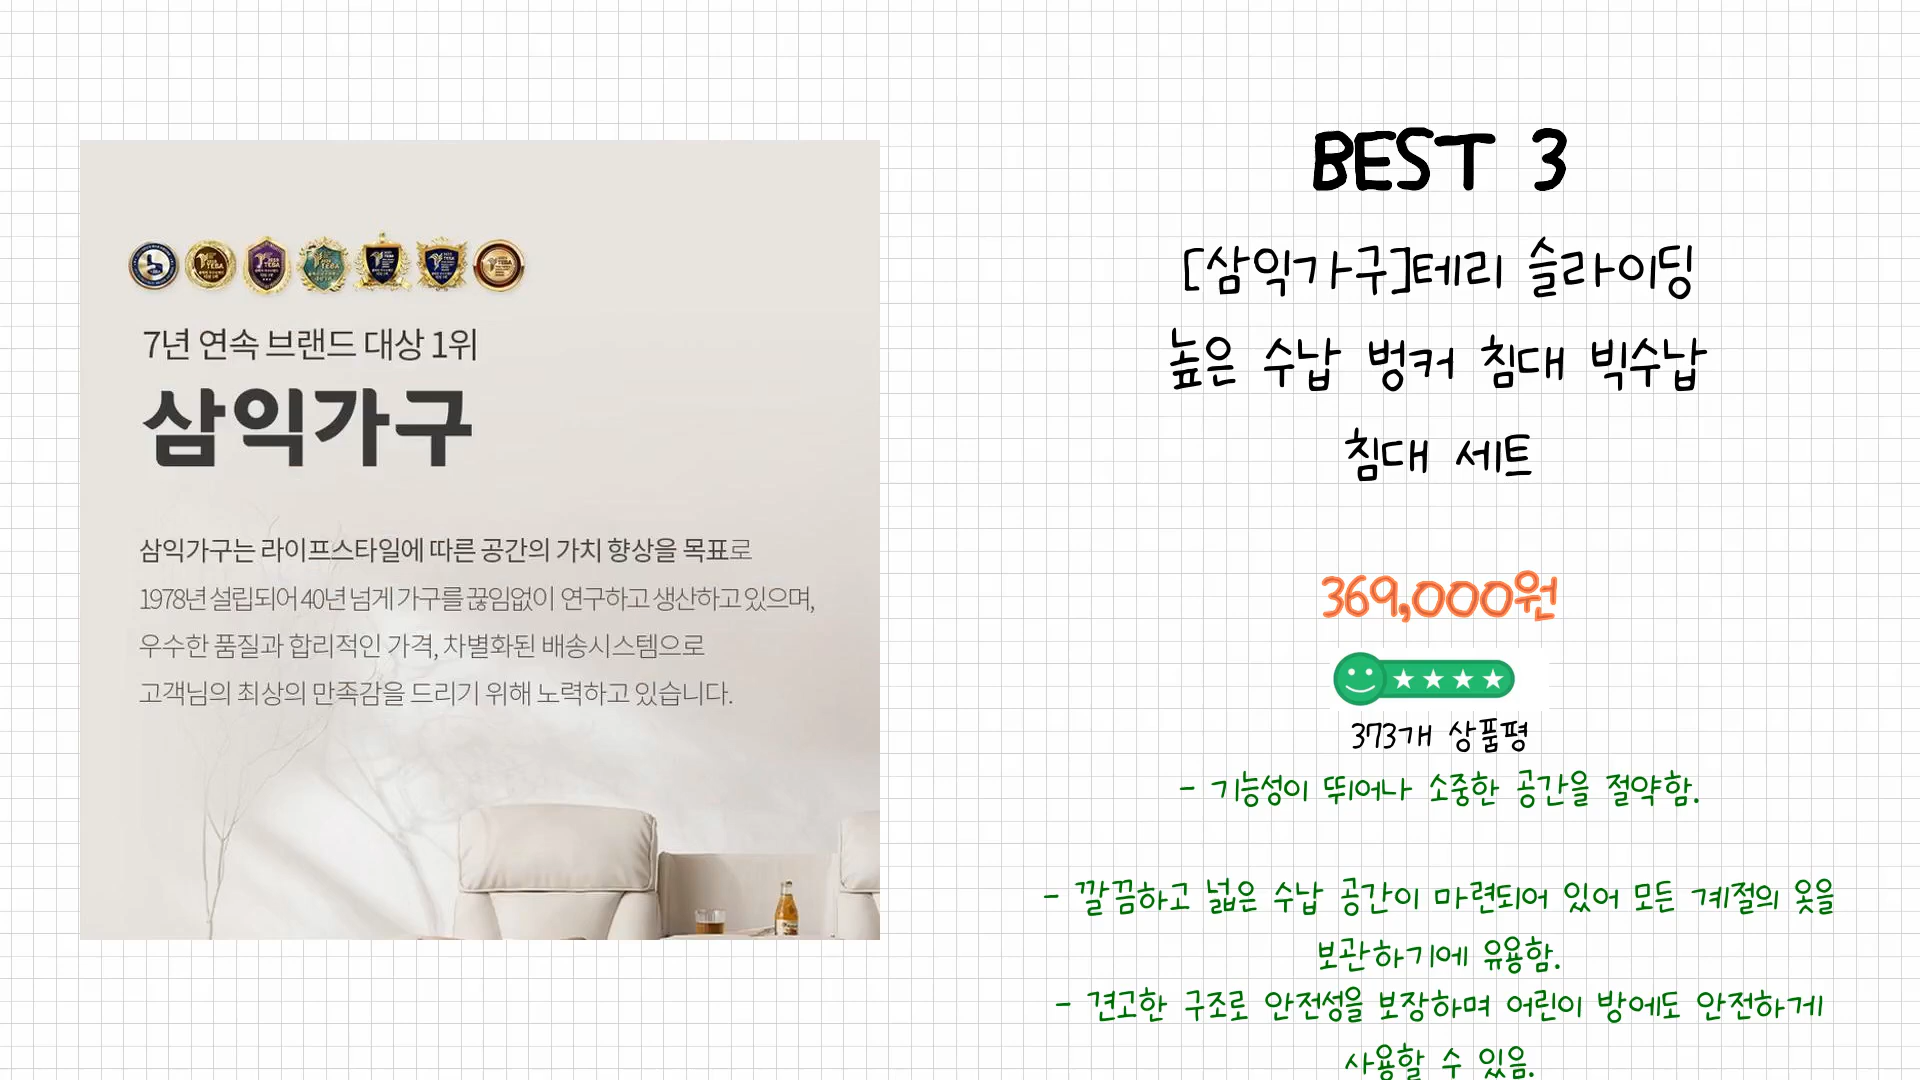 7년 연속 브랜드 대상 1위
삼익가구
삼익가구는 라이프스타일에 따른 공간의 가치 향상을 목표로
1978년 설립되어 40년 넘게 가구를 끊임없이 연구하고 생산하고 있으며,
우수한 품질과 합리적인 가격, 차별화된 배송시스템으로
고객님의 최상의 만족감을 드리기 위해 노력하고 있습니다.
BEST 3
[삼익가구]테리 슬라이딩
높은 수납 벙커 침대 빅수납
침대 세트
369,000원
373개 상품평
- 기능성이 뛰어나 소중한 공간을 절약함.
- 깔끔하고 넓은 수납 공간이 마련되어 있어 모든 계절의 옷을
보관하기에 유용함.
- 견고한 구조로 안전성을 보장하며 어린이 방에도 안전하게
사용할 수 있음.